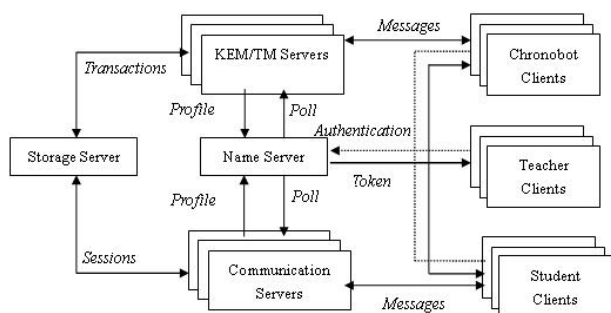 Messages
KEM/TM Servers
Chronobot
Clients
Transactions
Profile
Poll
Authentication
Storage Server
Name Server
Teacher
Clients
Token
Profile
Poll
Sessions
Communication
Servers
Student
Clients
Messages